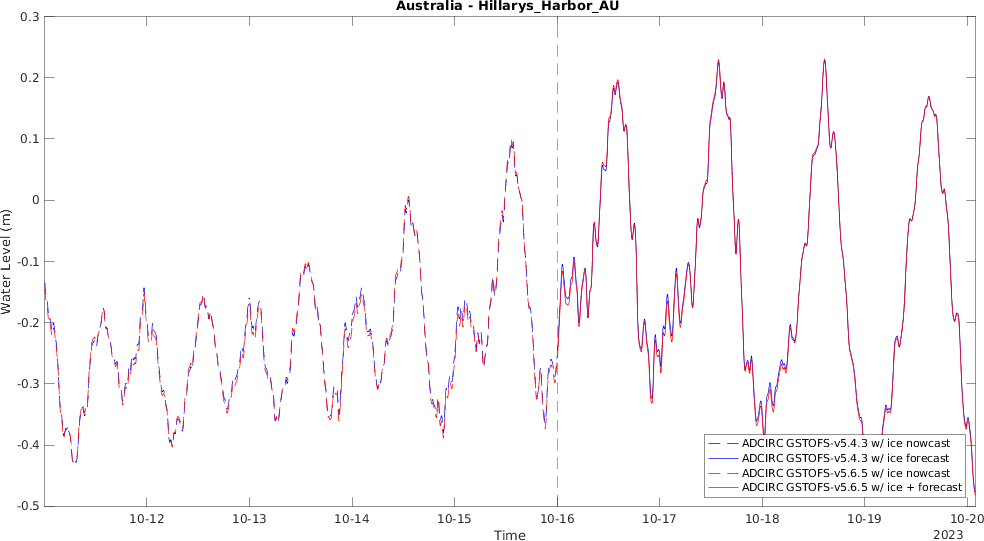 Australia - Hillarys_Harbor_AU
0.3
0.2
0.1
0
-0.1
-0.2
-0.3
-0.4
-0.5
Water Level (m)
ADCIRC GSTOFS-v5.4.3 w/ ice nowcast
ADCIRC GSTOFS-v5.4.3 w/ ice forecast
ADCIRC GSTOFS-v5.6.5 w/ ice nowcast
ADCIRC GSTOFS-v5.6.5 w/ ice + forecast
10-12 10-13 10-14 10-15 10-16 10-17 10-18 10-19 10-20
Time
2023